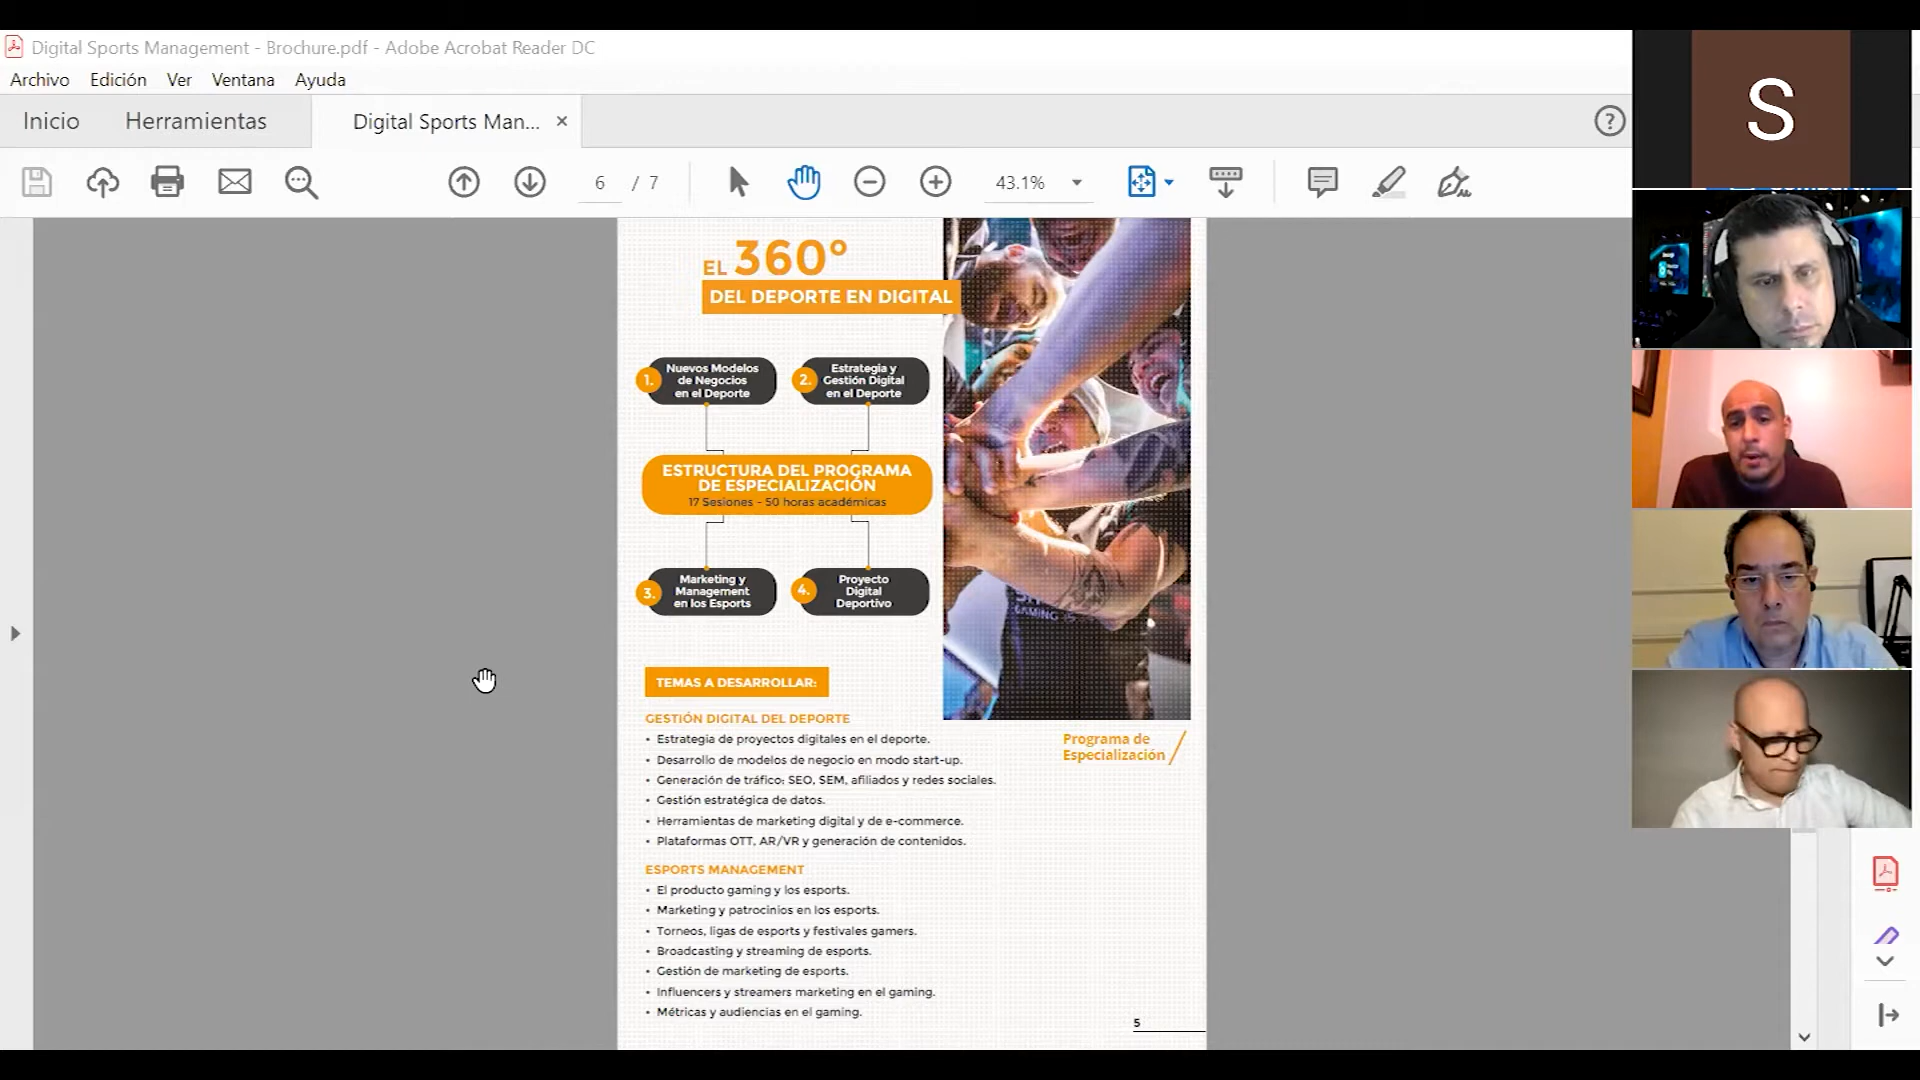 Digital Sports Management - Brochure.pdf - Adobe Acrobat Reader DC
Archivo Edición Ver Ventana Ayuda
Inicio Herramientas Digital Sports Man... ×
6 / 7 43.1%
S
EL 360°
DEL DEPORTE EN DIGITAL
1. Nuevos Modelos
de Negocios
en el Deporte
2. Estrategia y
Gestión Digital
en el Deporte
ESTRUCTURA DEL PROGRAMA
DE ESPECIALIZACIÓN
17 Sesiones - 50 horas académicas
3. Marketing y
Management
en los Esports
4. Proyecto
Digital
Deportivo
GAMING
TEMAS A DESARROLLAR:
GESTIÓN DIGITAL DEL DEPORTE
• Estrategia de proyectos digitales en el deporte.
• Desarrollo de modelos de negocio en modo start-up.
• Generación de tráfico: SEO, SEM, afiliados y redes sociales.
• Gestión estratégica de datos.
• Herramientas de marketing digital y de e-commerce.
• Plataformas OTT, AR/VR y generación de contenidos.
Programa de
Especialización
ESPORTS MANAGEMENT
• El producto gaming y los esports.
• Marketing y patrocinios en los esports.
• Torneos, ligas de esports y festivales gamers.
• Broadcasting y streaming de esports.
• Gestión de marketing de esports.
• Influencers y streamers marketing en el gaming.
• Métricas y audiencias en el gaming.
5